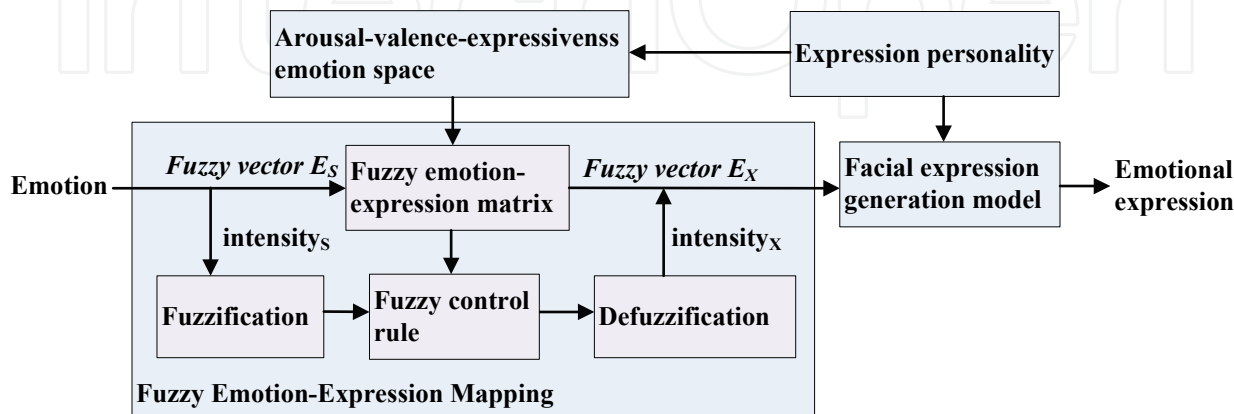 Arousal-valence-expressivenss
emotion space
Expression personality
Emotion
Fuzzy vector E_S
Fuzzy emotion-
expression matrix
Fuzzy vector E_X
Facial expression
generation model
Emotional
expression
intensity_S
intensity_X
Fuzzification
Fuzzy control
rule
Defuzzification
Fuzzy Emotion-Expression Mapping